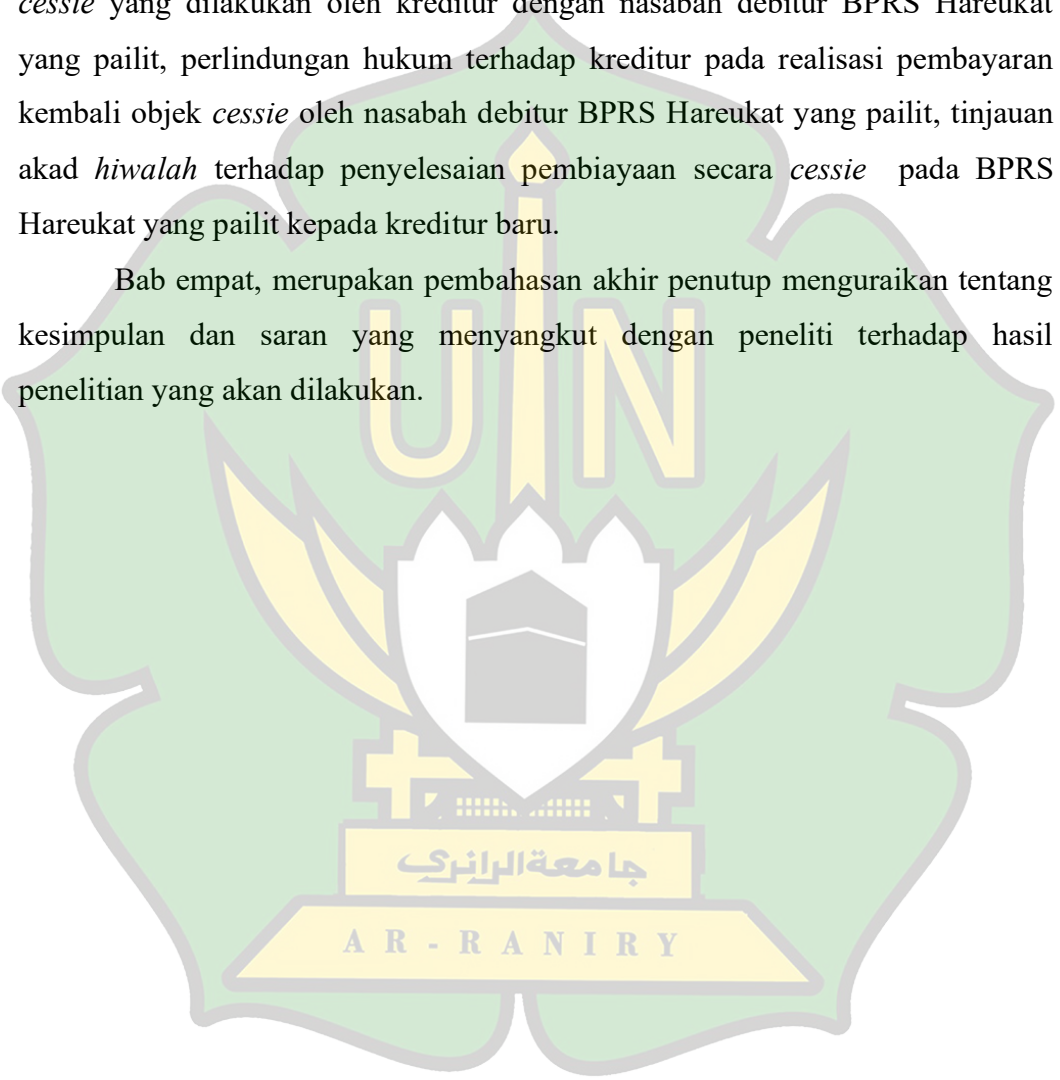 cessie yang dilakukan oleh kreditur dengan nasabah debitur BPRS Hareukat
yang pailit, perlindungan hukum terhadap kreditur pada realisasi pembayaran
kembali objek cessie oleh nasabah debitur BPRS Hareukat yang pailit, tinjauan
akad hiwalah terhadap penyelesaian pembiayaan secara cessie pada BPRS
Hareukat yang pailit kepada kreditur baru.
Bab empat, merupakan pembahasan akhir penutup menguraikan tentang
kesimpulan dan saran yang menyangkut dengan peneliti terhadap hasil
penelitian yang akan dilakukan.
UIN
جامعة الرانري
AR-RANIRY